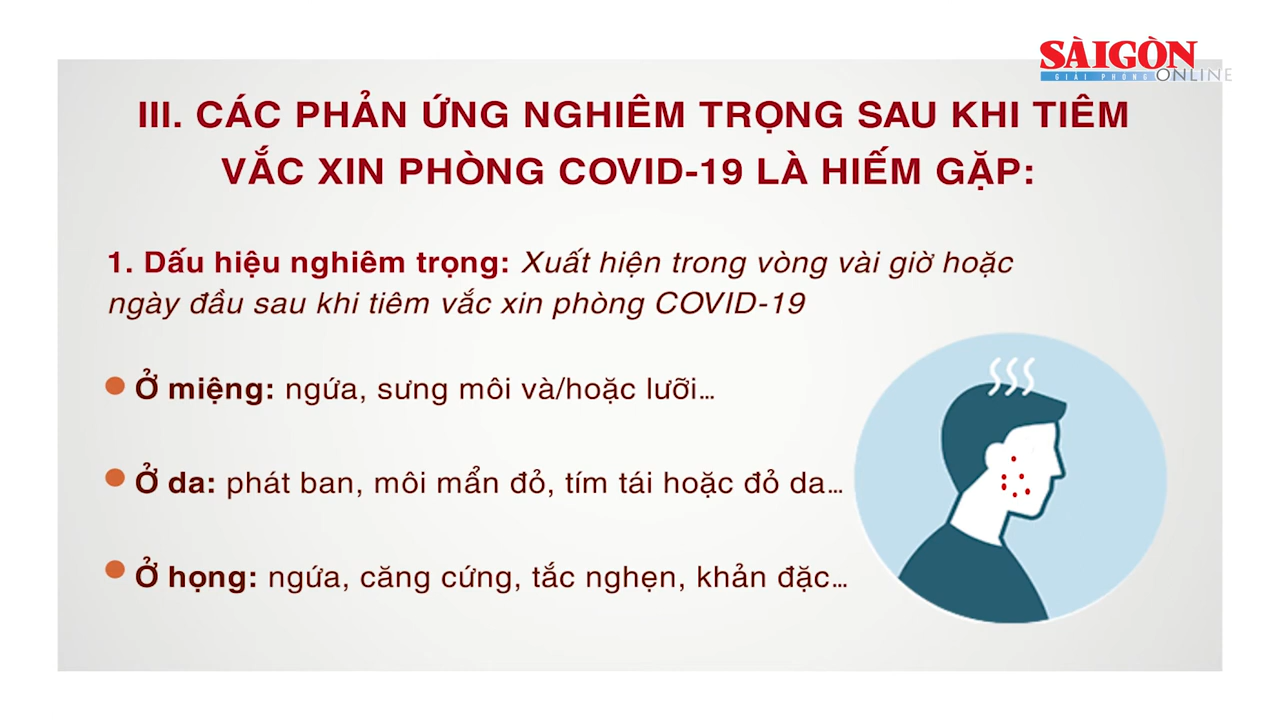 SÀIGÒN
GIẢI PHÓNG ONLINE
III. CÁC PHẢN ỨNG NGHIÊM TRỌNG SAU KHI TIÊM
VẮC XIN PHÒNG COVID-19 LÀ HIẾM GẶP:
1. Dấu hiệu nghiêm trọng: Xuất hiện trong vòng vài giờ hoặc
ngày đầu sau khi tiêm vắc xin phòng COVID-19
Ở miệng: ngứa, sưng môi và/hoặc lưỡi...
Ở da: phát ban, môi mẩn đỏ, tím tái hoặc đỏ da...
Ở họng: ngứa, căng cứng, tắc nghẹn, khản đặc...